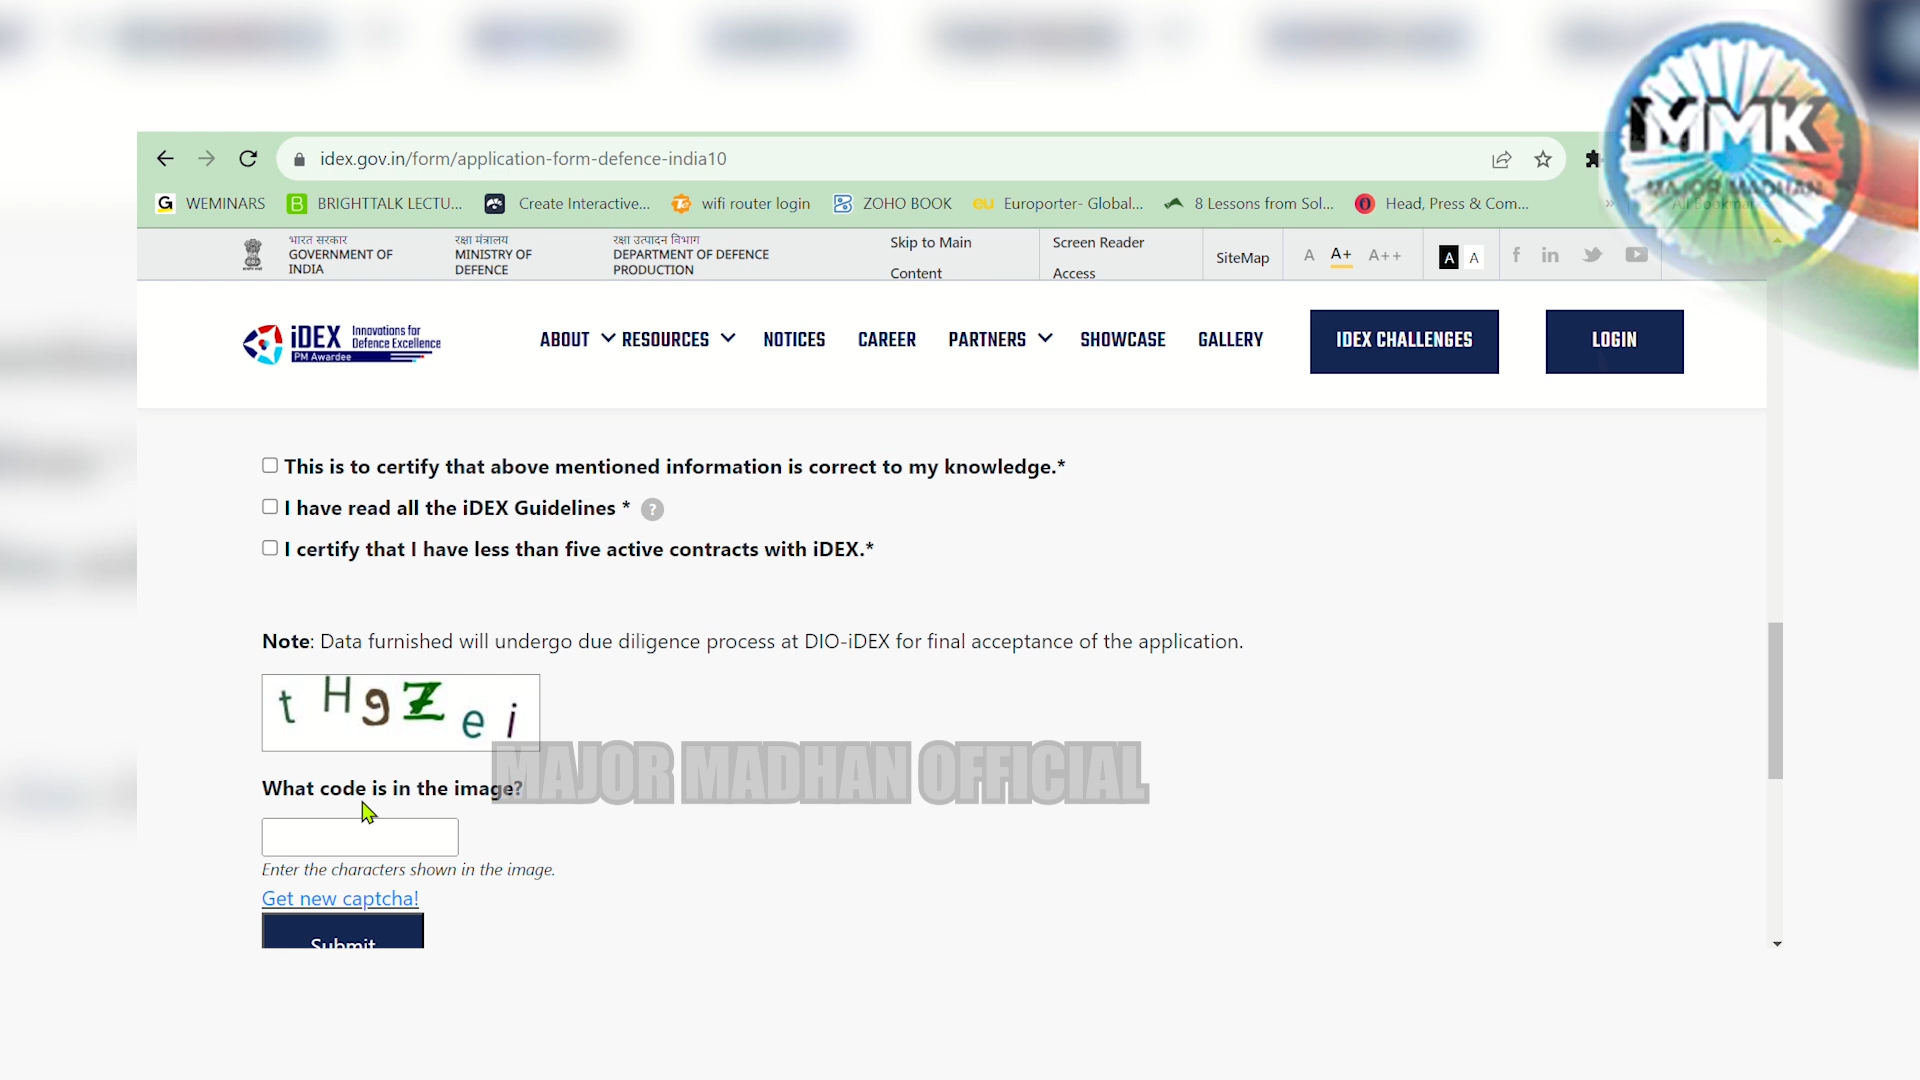 MMK
MAJOR MADHAN
idex.gov.in/form/application-form-defence-india10
WEMINARS BRIGHTTALK LECTU... Create Interactive... wifi router login ZOHO BOOK Europorter- Global... 8 Lessons from Sol... Head, Press & Com... »
भारत सरकार
GOVERNMENT OF
INDIA
रक्षा मंत्रालय
MINISTRY OF
DEFENCE
रक्षा उत्पादन विभाग
DEPARTMENT OF DEFENCE
PRODUCTION
Skip to Main
Content
Screen Reader
Access
SiteMap
A A+ A++
A A
iDEX Innovations for
Defence Excellence
PM Awardee
ABOUT RESOURCES NOTICES CAREER PARTNERS SHOWCASE GALLERY IDEX CHALLENGES LOGIN
This is to certify that above mentioned information is correct to my knowledge.*
I have read all the iDEX Guidelines * ?
I certify that I have less than five active contracts with iDEX.*
Note: Data furnished will undergo due diligence process at DIO-iDEX for final acceptance of the application.
t H g Z e i
MAJOR MADHAN OFFICIAL
What code is in the image?
Enter the characters shown in the image.
Get new captcha!
Submit